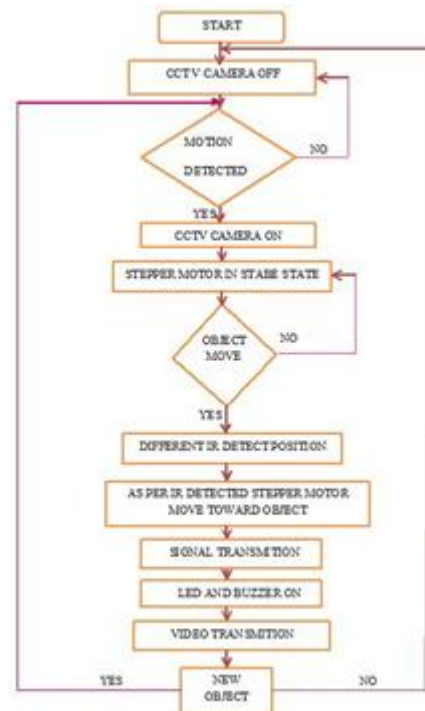 START
CCTV CAMERA OFF
MOTION
DETECTED
NO
YES
CCTV CAMERA ON
STEPPER MOTOR IN STABE STATE
OBJECT
MOVE
NO
YES
DIFFERENT IR DETECT POSITION
AS PER IR DETECTED STEPPER MOTOR
MOVE TOWARD OBJECT
SIGNAL TRANSMITION
LED AND BUZZER ON
VIDEO TRANSMITION
YES
NEW
OBJECT
NO